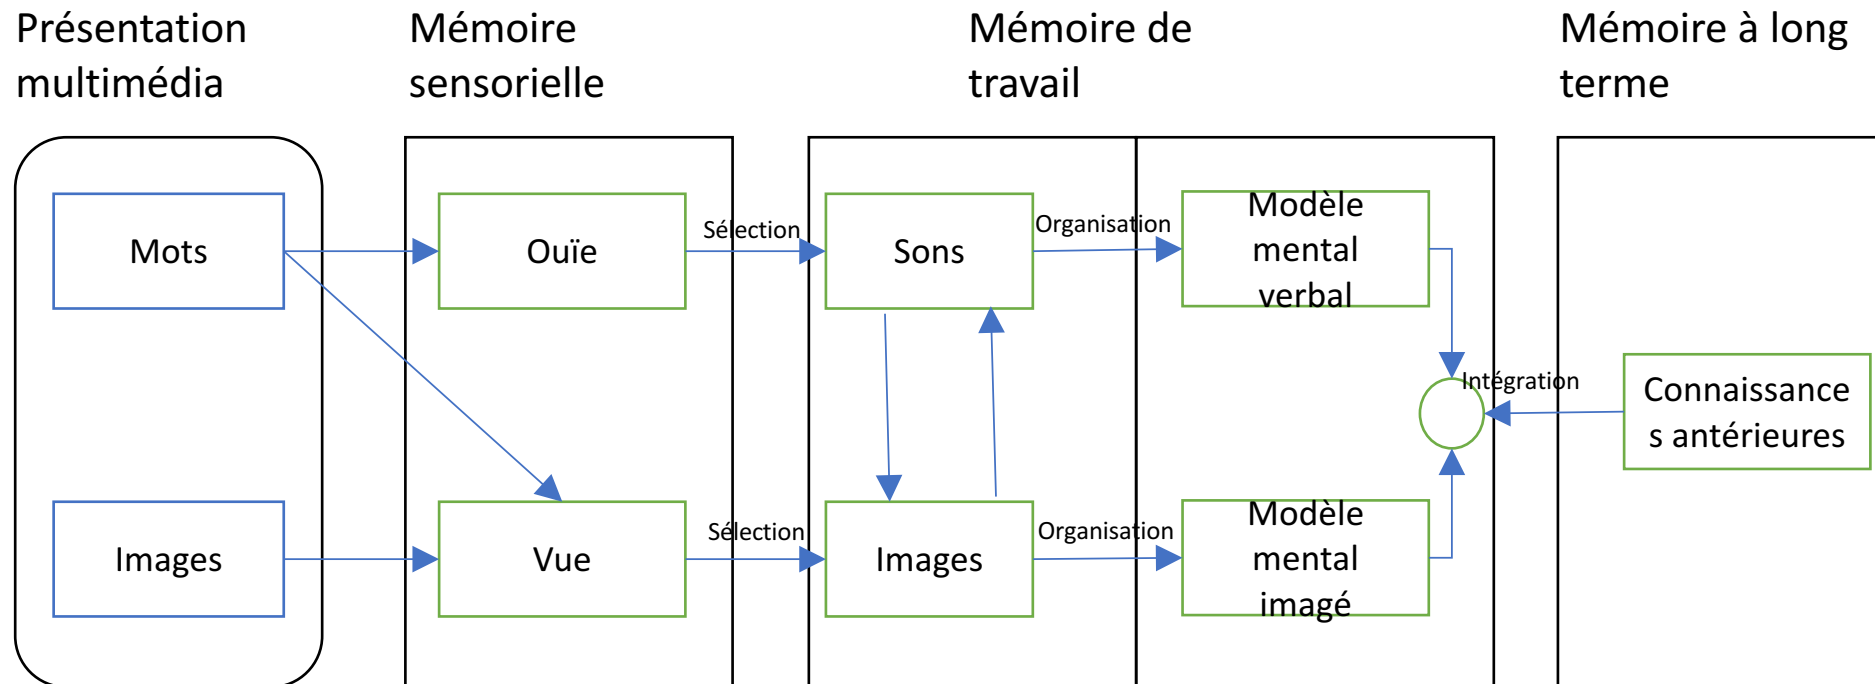 Présentation
multimédia
Mémoire
sensorielle
Mémoire de
travail
Mémoire à long
terme
Mots
Ouïe
Sélection
Sons
Organisation
Modèle
mental
verbal
Intégration
Connaissance
s antérieures
Images
Vue
Sélection
Images
Organisation
Modèle
mental
imagé